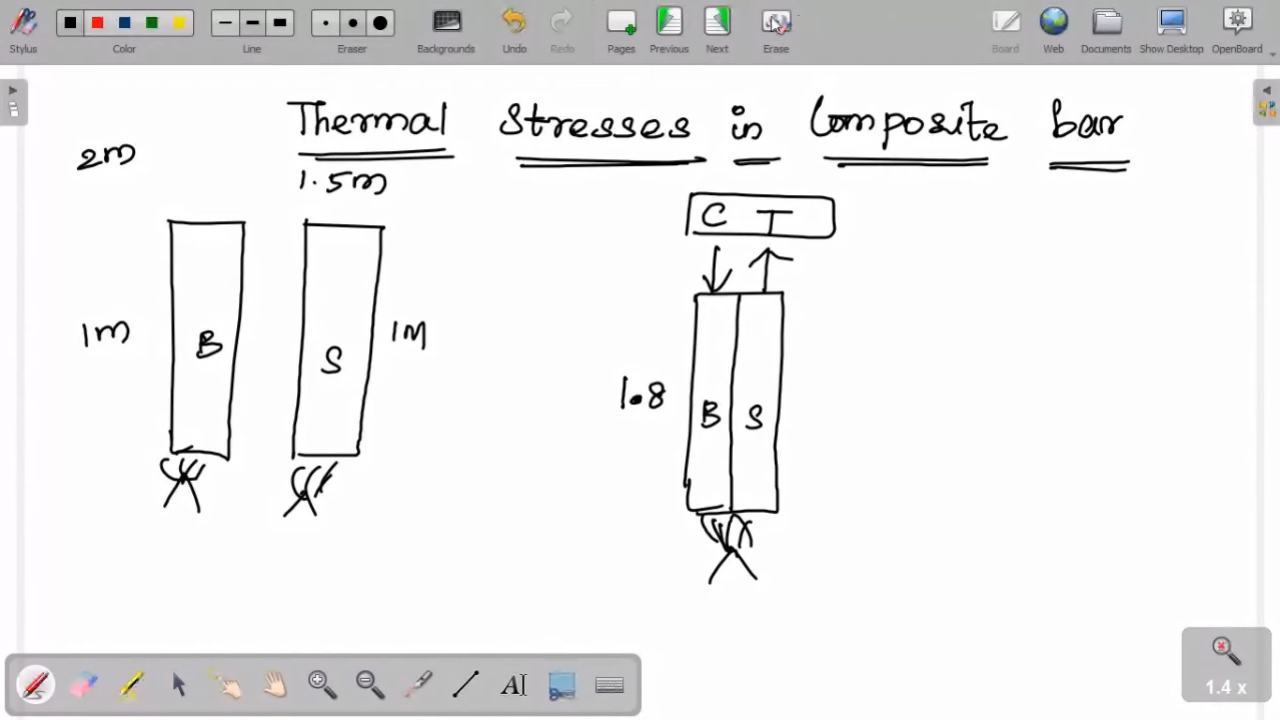 Stylus
Color
Line
Eraser
Backgrounds
Undo
Redo
Pages
Previous
Next
Erase
Board
Web
Documents
Show Desktop
OpenBoard
Thermal Stresses in Composite bar
2m
1.5m
C T
1m
B
S
1M
1.8
B
S
AI
1.4 x